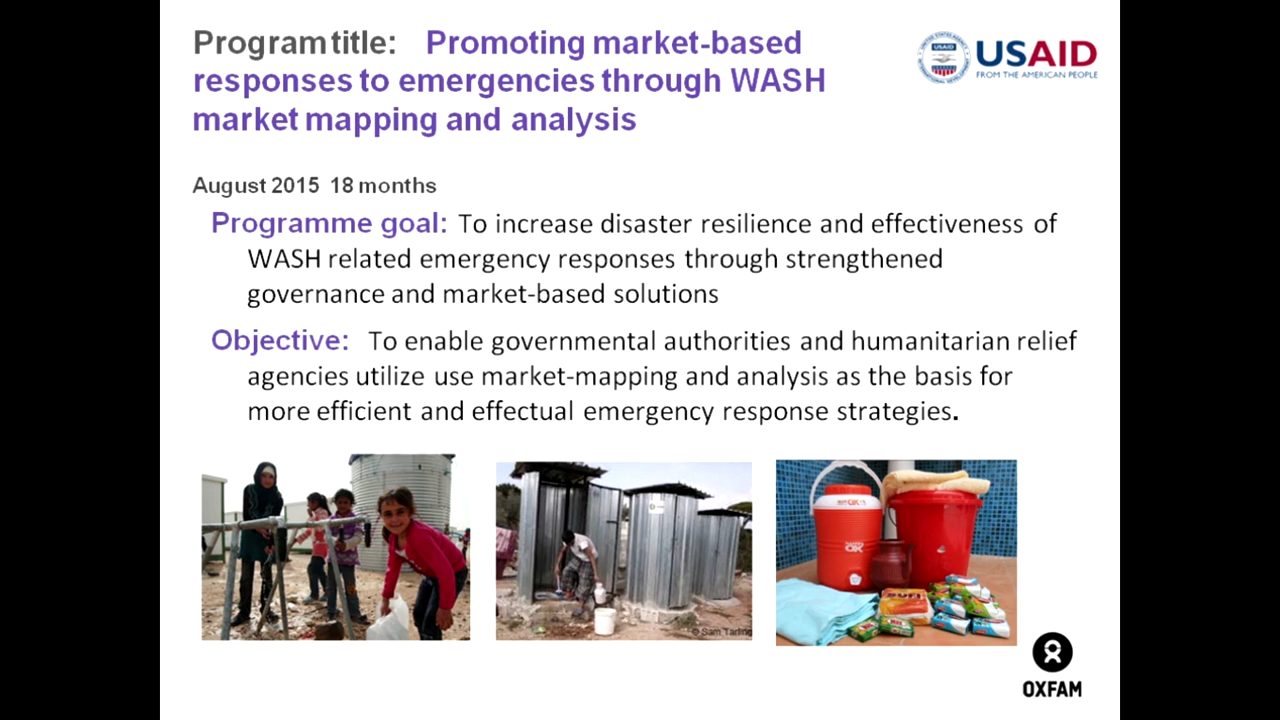 Program title: Promoting market-based
responses to emergencies through WASH
market mapping and analysis
USAID
FROM THE AMERICAN PEOPLE
August 2015 18 months
Programme goal: To increase disaster resilience and effectiveness of
WASH related emergency responses through strengthened
governance and market-based solutions
Objective: To enable governmental authorities and humanitarian relief
agencies utilize use market-mapping and analysis as the basis for
more efficient and effectual emergency response strategies.
© Sam Tarling
OXFAM